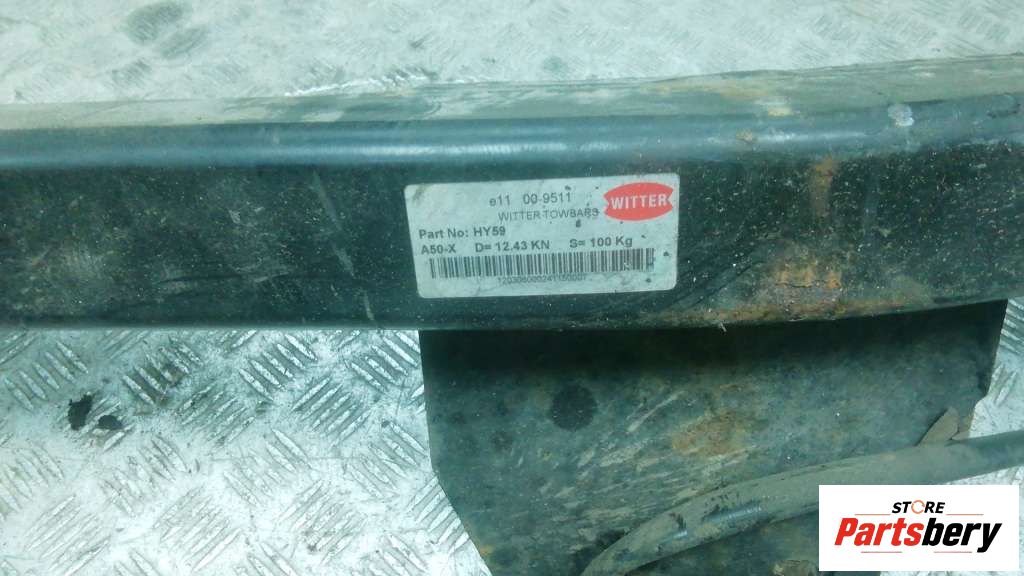 e11 00-9511
WITTER
WITTER TOWBARS
Part No: HY59
A50-X D= 12.43 KN S= 100 Kg
STORE
Partsbery